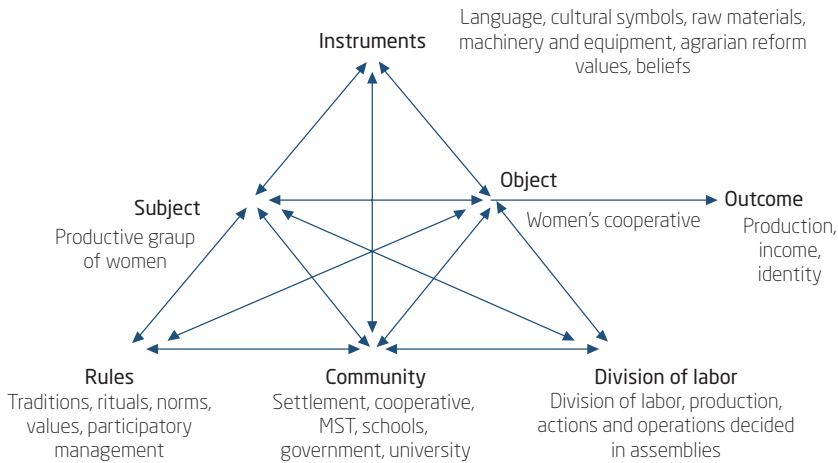 Instruments
Language, cultural symbols, raw materials,
machinery and equipment, agrarian reform
values, beliefs
Subject
Productive graup
of women
Object
Women's cooperative
Outcome
Production,
income,
identity
Rules
Traditions, rituals, norms,
values, participatory
management
Community
Settlement, cooperative,
MST, schools,
government, university
Division of labor
Division of labor, production,
actions and operations decided
in assemblies